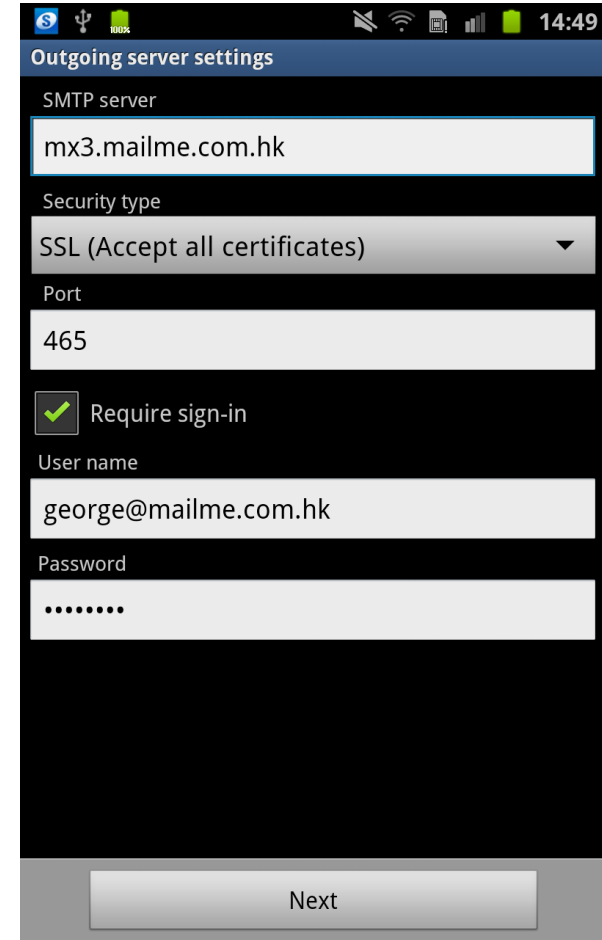 S 100% 14:49
Outgoing server settings
SMTP server
mx3.mailme.com.hk
Security type
SSL (Accept all certificates)
Port
465
Require sign-in
User name
george@mailme.com.hk
Password
••••••••
Next